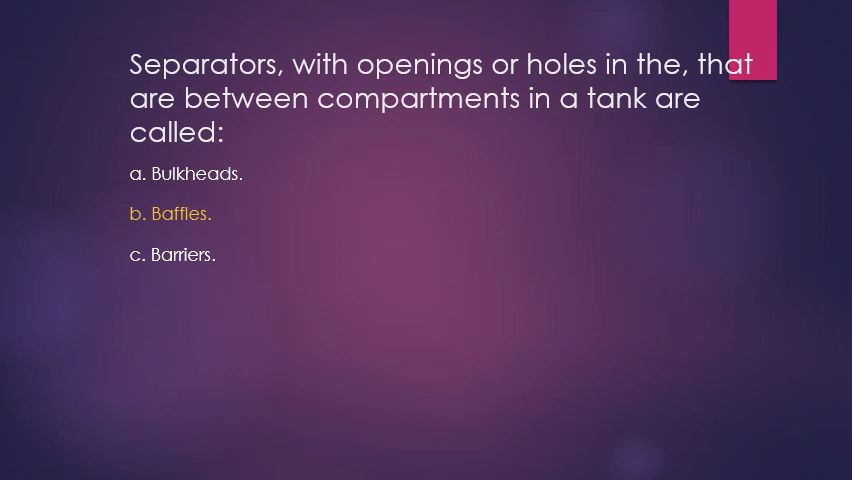 Separators, with openings or holes in the, that
are between compartments in a tank are
called:
a. Bulkheads.
b. Baffles.
c. Barriers.